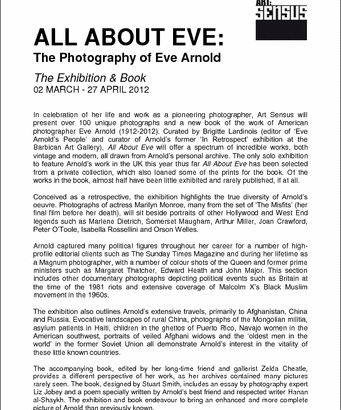 ART:
SENSUS
ALL ABOUT EVE:
The Photography of Eve Arnold
The Exhibition & Book
02 MARCH - 27 APRIL 2012
In celebration of her life and work as a pioneering photographer, Art Sensus will
present over 100 unique photographs and a new book of the work of American
photographer Eve Arnold (1912-2012). Curated by Brigitte Lardinois (editor of 'Eve
Arnold's People' and curator of Arnold's former 'In Retrospect' exhibition at the
Barbican Art Gallery), All About Eve will offer a spectrum of incredible works, both
vintage and modern, all drawn from Arnold's personal archive. The only solo exhibition
to feature Arnold's work in the UK this year thus far All About Eve has been selected
from a private collection, which also loaned some of the prints for the book. Of the
works in the book, almost half have been little exhibited and rarely published, if at all.
Conceived as a retrospective, the exhibition highlights the true diversity of Arnold's
oeuvre. Photographs of actress Marilyn Monroe, many from the set of 'The Misfits' (her
final film before her death), will sit beside portraits of other Hollywood and West End
legends such as Marlene Dietrich, Somerset Maugham, Arthur Miller, Joan Crawford,
Peter O'Toole, Isabella Rossellini and Orson Welles.
Arnold captured many political figures throughout her career for a number of high-
profile editorial clients such as The Sunday Times Magazine and during her lifetime as
a Magnum photographer, with a number of colour shots of the Queen and former prime
ministers such as Margaret Thatcher, Edward Heath and John Major. This section
includes other documentary photographs depicting political events such as Britain at
the time of the 1981 riots and extensive coverage of Malcolm X's Black Muslim
movement in the 1960s.
The exhibition also outlines Arnold's extensive travels, primarily to Afghanistan, China
and Russia. Evocative landscapes of rural China, photographs of the Mongolian militia,
asylum patients in Haiti, children in the ghettos of Puerto Rico, Navajo women in the
American southwest, portraits of veiled Afghani widows and the 'oldest men in the
world' in the former Soviet Union all demonstrate Arnold's interest in the vitality of
these little known countries.
The accompanying book, edited by her long-time friend and gallerist Zelda Cheatle,
provides a different perspective of her work, as her archives contained many pictures
rarely seen. The book, designed by Stuart Smith, includes an essay by photography expert
Liz Jobey and a poem specially written by Arnold's best friend and respected writer Hanan
al-Shaykh. The exhibition and book endeavour to bring an enhanced and more complete
picture of Arnold than previously known.